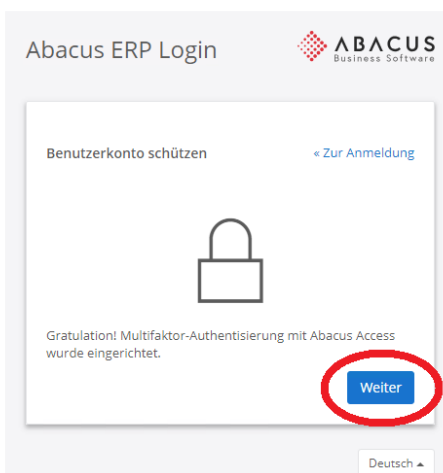 Abacus ERP Login
ABACUS
Business Software
Benutzerkonto schützen
« Zur Anmeldung
Gratulation! Multifaktor-Authentisierung mit Abacus Access
wurde eingerichtet.
Weiter
Deutsch